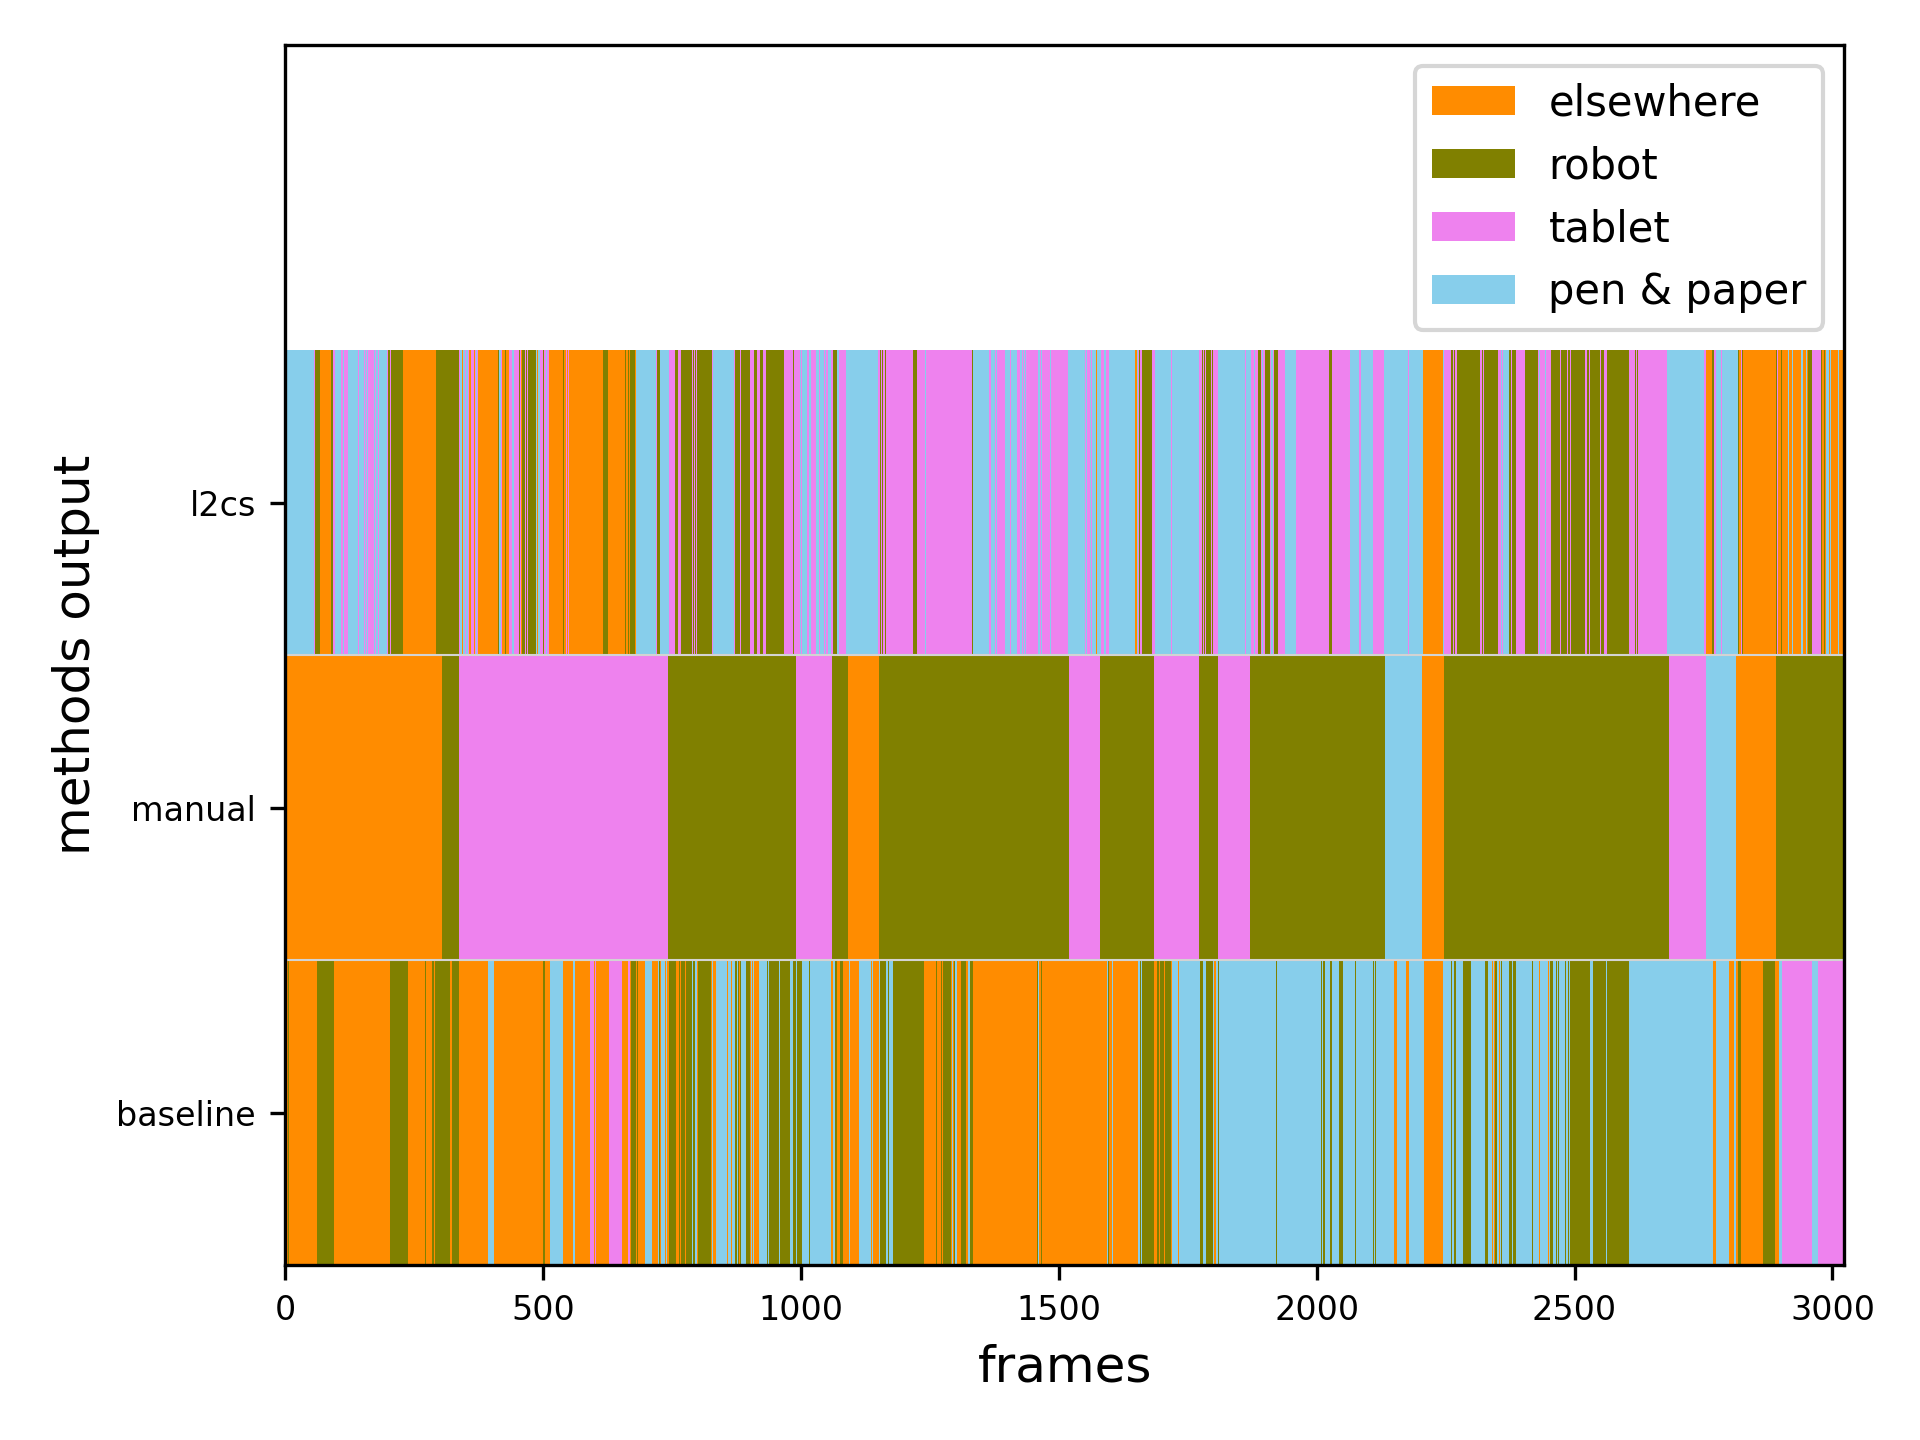 elsewhere
robot
tablet
pen & paper
methods output
l2cs
manual
baseline
0 500 1000 1500 2000 2500 3000
frames